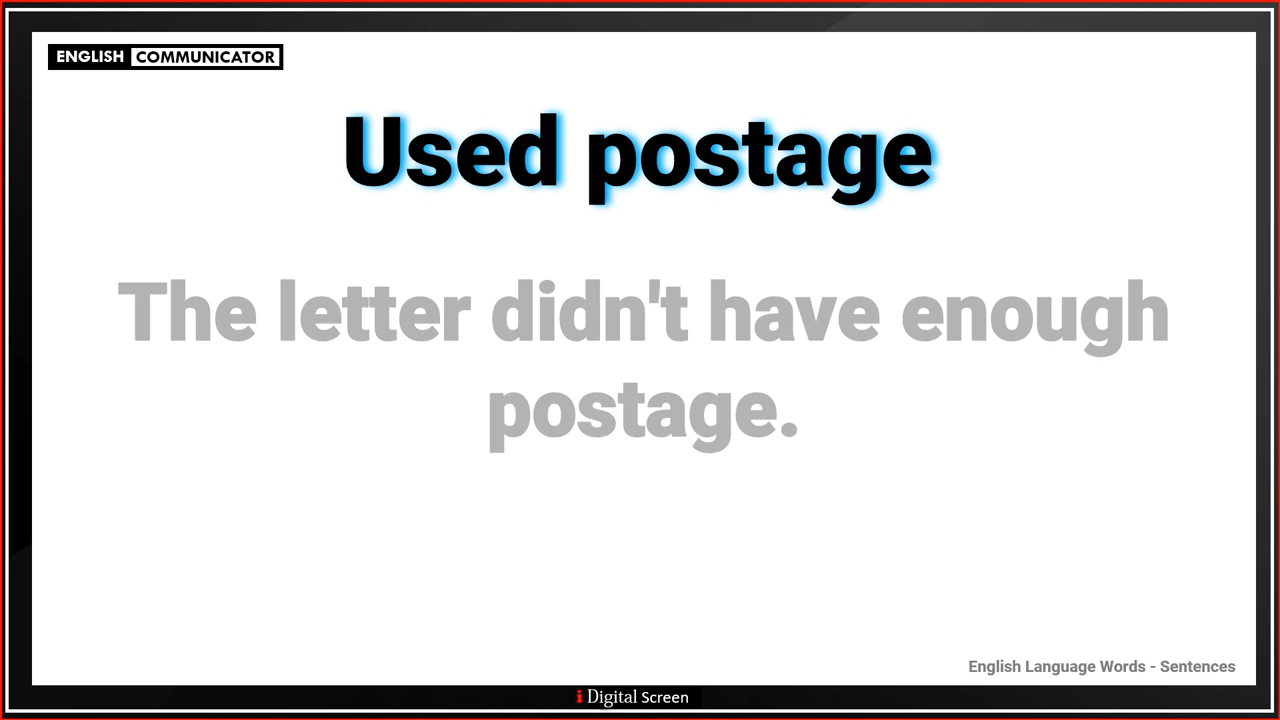 ENGLISH COMMUNICATOR
Used postage
The letter didn't have enough
postage.
English Language Words - Sentences
i Digital Screen